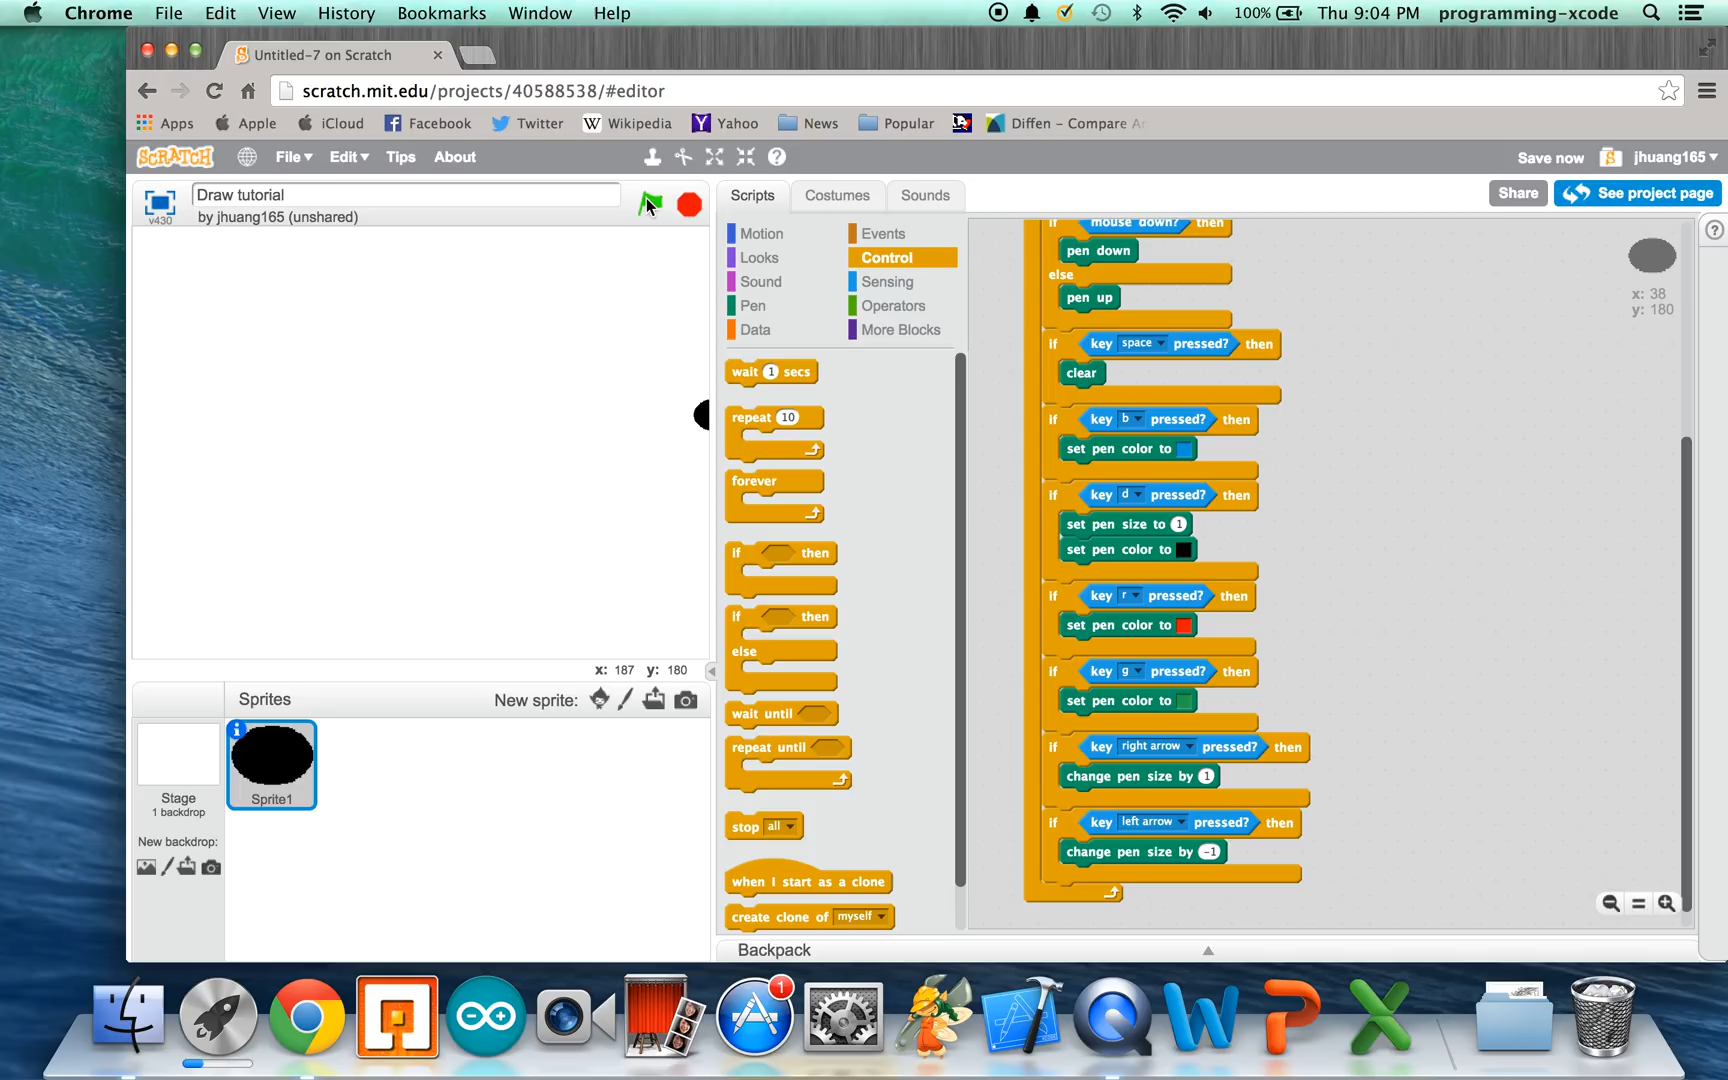 Chrome File Edit View History Bookmarks Window Help 100% Thu 9:04 PM programming-xcode
Untitled-7 on Scratch
scratch.mit.edu/projects/40588538/#editor
Apps Apple iCloud Facebook Twitter Wikipedia Yahoo News Popular Diffen - Compare An
SCRATCH File Edit Tips About Save now jhuang165
Draw tutorial
by jhuang165 (unshared)
v430
Scripts Costumes Sounds
Share See project page
Motion Events
Looks Control
Sound Sensing
Pen Operators
Data More Blocks
wait 1 secs
repeat 10
forever
if then
if then
else
wait until
repeat until
stop all
when I start as a clone
create clone of myself
if mouse down? then
pen down
else
pen up
if key space pressed? then
clear
if key b pressed? then
set pen color to
if key d pressed? then
set pen size to 1
set pen color to
if key r pressed? then
set pen color to
if key g pressed? then
set pen color to
if key right arrow pressed? then
change pen size by 1
if key left arrow pressed? then
change pen size by -1
x: 38
y: 180
x: 187 y: 180
Sprites New sprite:
Stage
1 backdrop
New backdrop:
Sprite1
Backpack
1